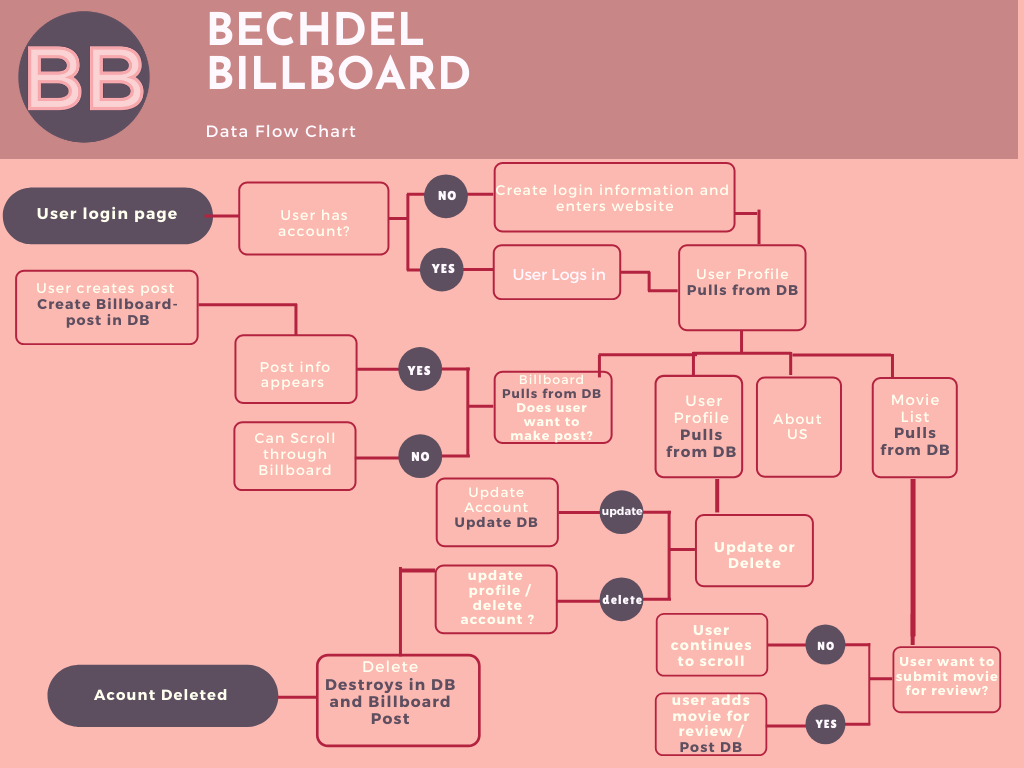 BB
BECHDEL
BILLBOARD
Data Flow Chart
User login page
User has
account?
NO
Create login information and
enters website
YES
User Logs in
User Profile
Pulls from DB
User creates post
Create Billboard-
post in DB
Post info
appears
YES
Billboard
Pulls from DB
Does user
want to
make post?
User
Profile
Pulls
from DB
About
US
Movie
List
Pulls
from DB
Can Scroll
through
Billboard
NO
Update
Account
Update DB
update
Update or
Delete
update
profile /
delete
account ?
delete
User
continues
to scroll
NO
User want to
submit movie
for review?
Acount Deleted
Delete
Destroys in DB
and Billboard
Post
user adds
movie for
review /
Post DB
YES